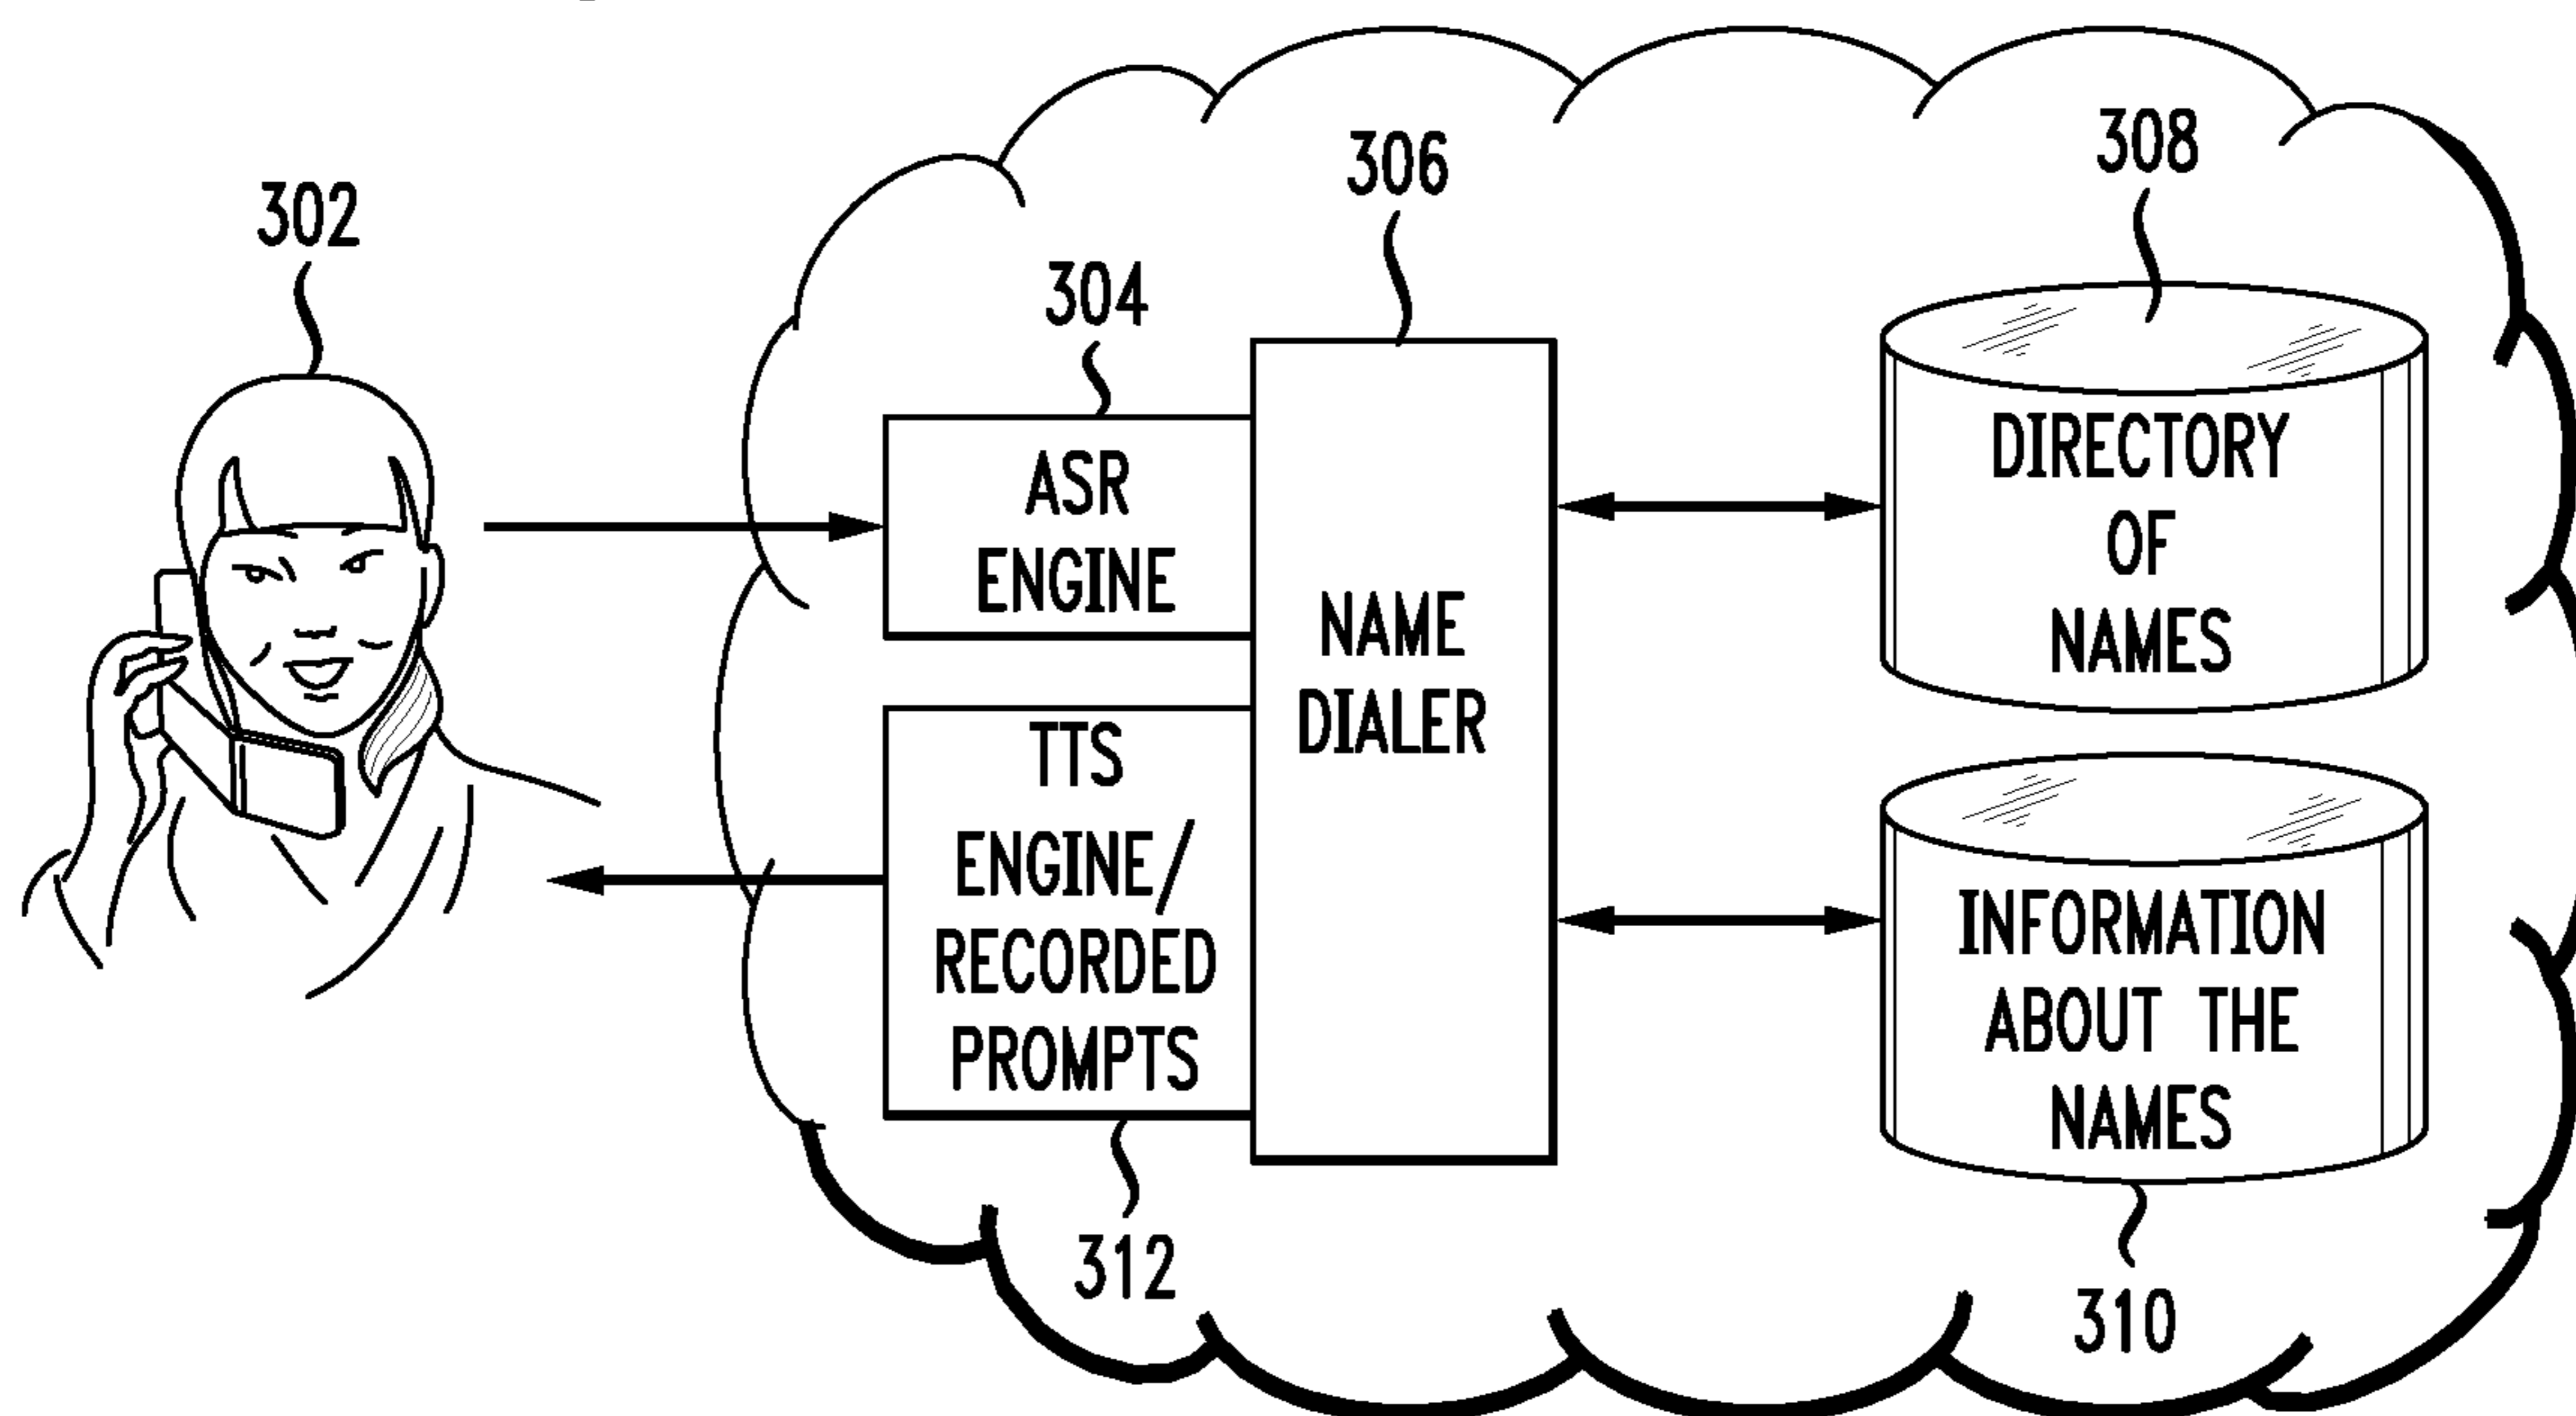 302
304
306
308
ASR
ENGINE
NAME
DIALER
DIRECTORY
OF
NAMES
TTS
ENGINE/
RECORDED
PROMPTS
INFORMATION
ABOUT THE
NAMES
312
310